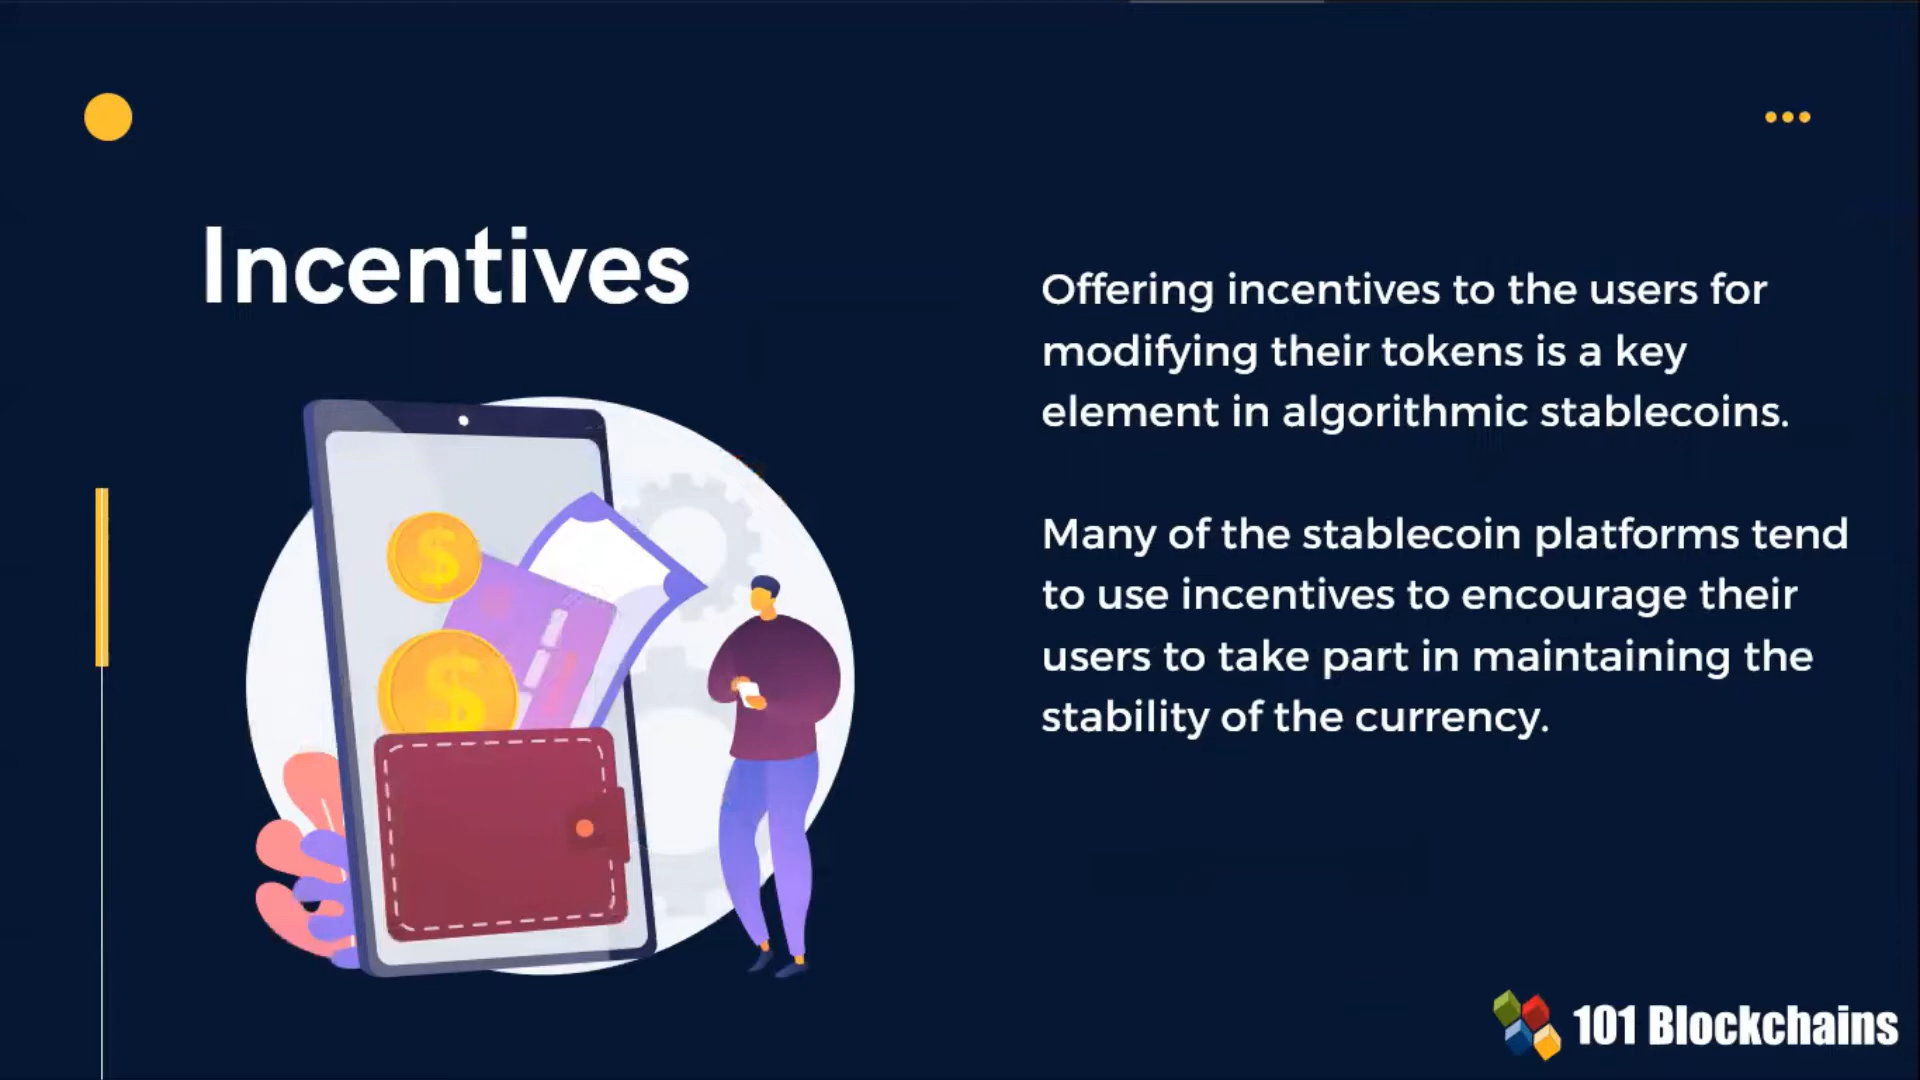 Incentives
Offering incentives to the users for
modifying their tokens is a key
element in algorithmic stablecoins.
Many of the stablecoin platforms tend
to use incentives to encourage their
users to take part in maintaining the
stability of the currency.
$
$
101 Blockchains